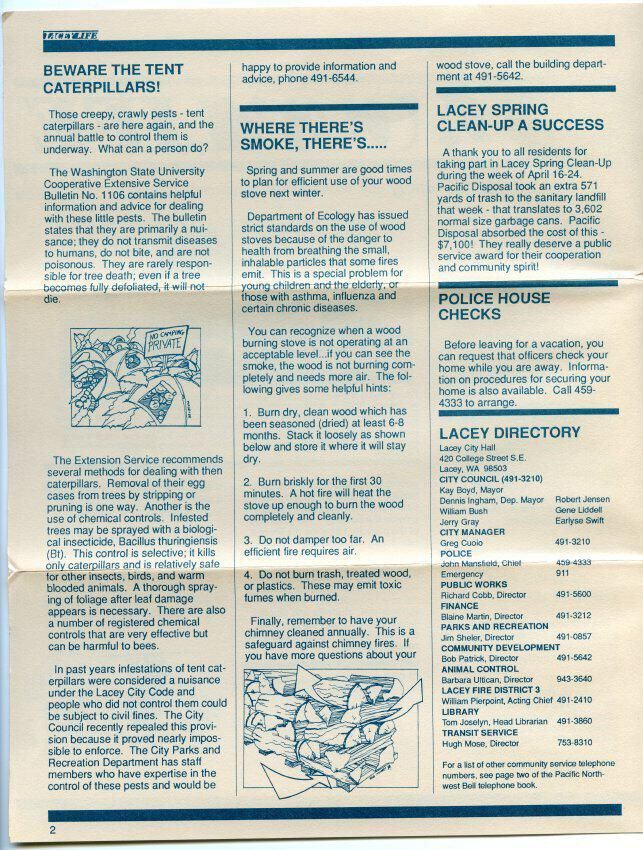 LACEY LIFE
BEWARE THE TENT
CATERPILLARS!
Those creepy, crawly pests - tent
caterpillars - are here again, and the
annual battle to control them is
underway. What can a person do?
The Washington State University
Cooperative Extensive Service
Bulletin No. 1106 contains helpful
information and advice for dealing
with these little pests. The bulletin
states that they are primarily a nui-
sance; they do not transmit diseases
to humans, do not bite, and are not
poisonous. They are rarely respon-
sible for tree death; even if a tree
becomes fully defoliated, it will not
die.
NO CAMPING
PRIVATE
The Extension Service recommends
several methods for dealing with then
caterpillars. Removal of their egg
cases from trees by stripping or
pruning is one way. Another is the
use of chemical controls. Infested
trees may be sprayed with a biologi-
cal insecticide, Bacillus thuringiensis
(Bt). This control is selective; it kills
only caterpillars and is relatively safe
for other insects, birds, and warm
blooded animals. A thorough spray-
ing of foliage after leaf damage
appears is necessary. There are also
a number of registered chemical
controls that are very effective but
can be harmful to bees.
In past years infestations of tent cat-
erpillars were considered a nuisance
under the Lacey City Code and
people who did not control them could
be subject to civil fines. The City
Council recently repealed this provi-
sion because it proved nearly impos-
sible to enforce. The City Parks and
Recreation Department has staff
members who have expertise in the
control of these pests and would be
happy to provide information and
advice, phone 491-6544.
WHERE THERE'S
SMOKE, THERE'S.....
Spring and summer are good times
to plan for efficient use of your wood
stove next winter.
Department of Ecology has issued
strict standards on the use of wood
stoves because of the danger to
health from breathing the small,
inhalable particles that some fires
emit. This is a special problem for
young children and the elderly, or
those with asthma, influenza and
certain chronic diseases.
You can recognize when a wood
burning stove is not operating at an
acceptable level...if you can see the
smoke, the wood is not burning com-
pletely and needs more air. The fol-
lowing gives some helpful hints:
1. Burn dry, clean wood which has
been seasoned (dried) at least 6-8
months. Stack it loosely as shown
below and store it where it will stay
dry.
2. Burn briskly for the first 30
minutes. A hot fire will heat the
stove up enough to burn the wood
completely and cleanly.
3. Do not damper too far. An
efficient fire requires air.
4. Do not burn trash, treated wood,
or plastics. These may emit toxic
fumes when burned.
Finally, remember to have your
chimney cleaned annually. This is a
safeguard against chimney fires. If
you have more questions about your
wood stove, call the building depart-
ment at 491-5642.
LACEY SPRING
CLEAN-UP A SUCCESS
A thank you to all residents for
taking part in Lacey Spring Clean-Up
during the week of April 16-24.
Pacific Disposal took an extra 571
yards of trash to the sanitary landfill
that week - that translates to 3,602
normal size garbage cans. Pacific
Disposal absorbed the cost of this -
$7,100! They really deserve a public
service award for their cooperation
and community spirit!
POLICE HOUSE
CHECKS
Before leaving for a vacation, you
can request that officers check your
home while you are away. Informa-
tion on procedures for securing your
home is also available. Call 459-
4333 to arrange.
LACEY DIRECTORY
Lacey City Hall
420 College Street S.E.
Lacey, WA 98503
CITY COUNCIL (491-3210)
Kay Boyd, Mayor
Dennis Ingham, Dep. Mayor Robert Jensen
William Bush Gene Liddell
Jerry Gray Earlyse Swift
CITY MANAGER
Greg Cuoio 491-3210
POLICE
John Mansfield, Chief 459-4333
Emergency 911
PUBLIC WORKS
Richard Cobb, Director 491-5600
FINANCE
Blaine Martin, Director 491-3212
PARKS AND RECREATION
Jim Sheler, Director 491-0857
COMMUNITY DEVELOPMENT
Bob Patrick, Director 491-5642
ANIMAL CONTROL
Barbara Ultican, Director 943-3640
LACEY FIRE DISTRICT 3
William Pierpoint, Acting Chief 491-2410
LIBRARY
Tom Joselyn, Head Librarian 491-3860
TRANSIT SERVICE
Hugh Mose, Director 753-8310
For a list of other community service telephone
numbers, see page two of the Pacific North-
west Bell telephone book.
2